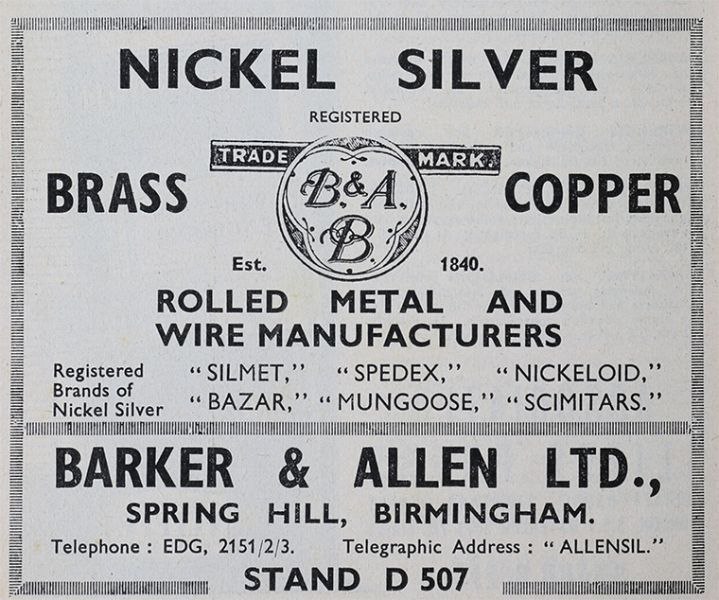 NICKEL SILVER
REGISTERED
TRADE MARK.
BRASS B. & A. COPPER
B
Est. 1840.
ROLLED METAL AND
WIRE MANUFACTURERS
Registered Brands of Nickel Silver
"SILMET," "SPEDEX," "NICKELOID,"
"BAZAR," "MUNGOOSE," "SCIMITARS."
BARKER & ALLEN LTD.,
SPRING HILL, BIRMINGHAM.
Telephone : EDG, 2151/2/3. Telegraphic Address : "ALLENSIL."
STAND D 507